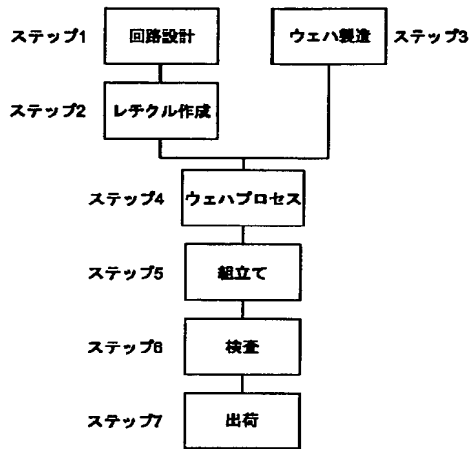 ステップ1 回路設計 ウェハ製造 ステップ3
ステップ2 レチクル作成
ステップ4 ウェハプロセス
ステップ5 組立て
ステップ6 検査
ステップ7 出荷